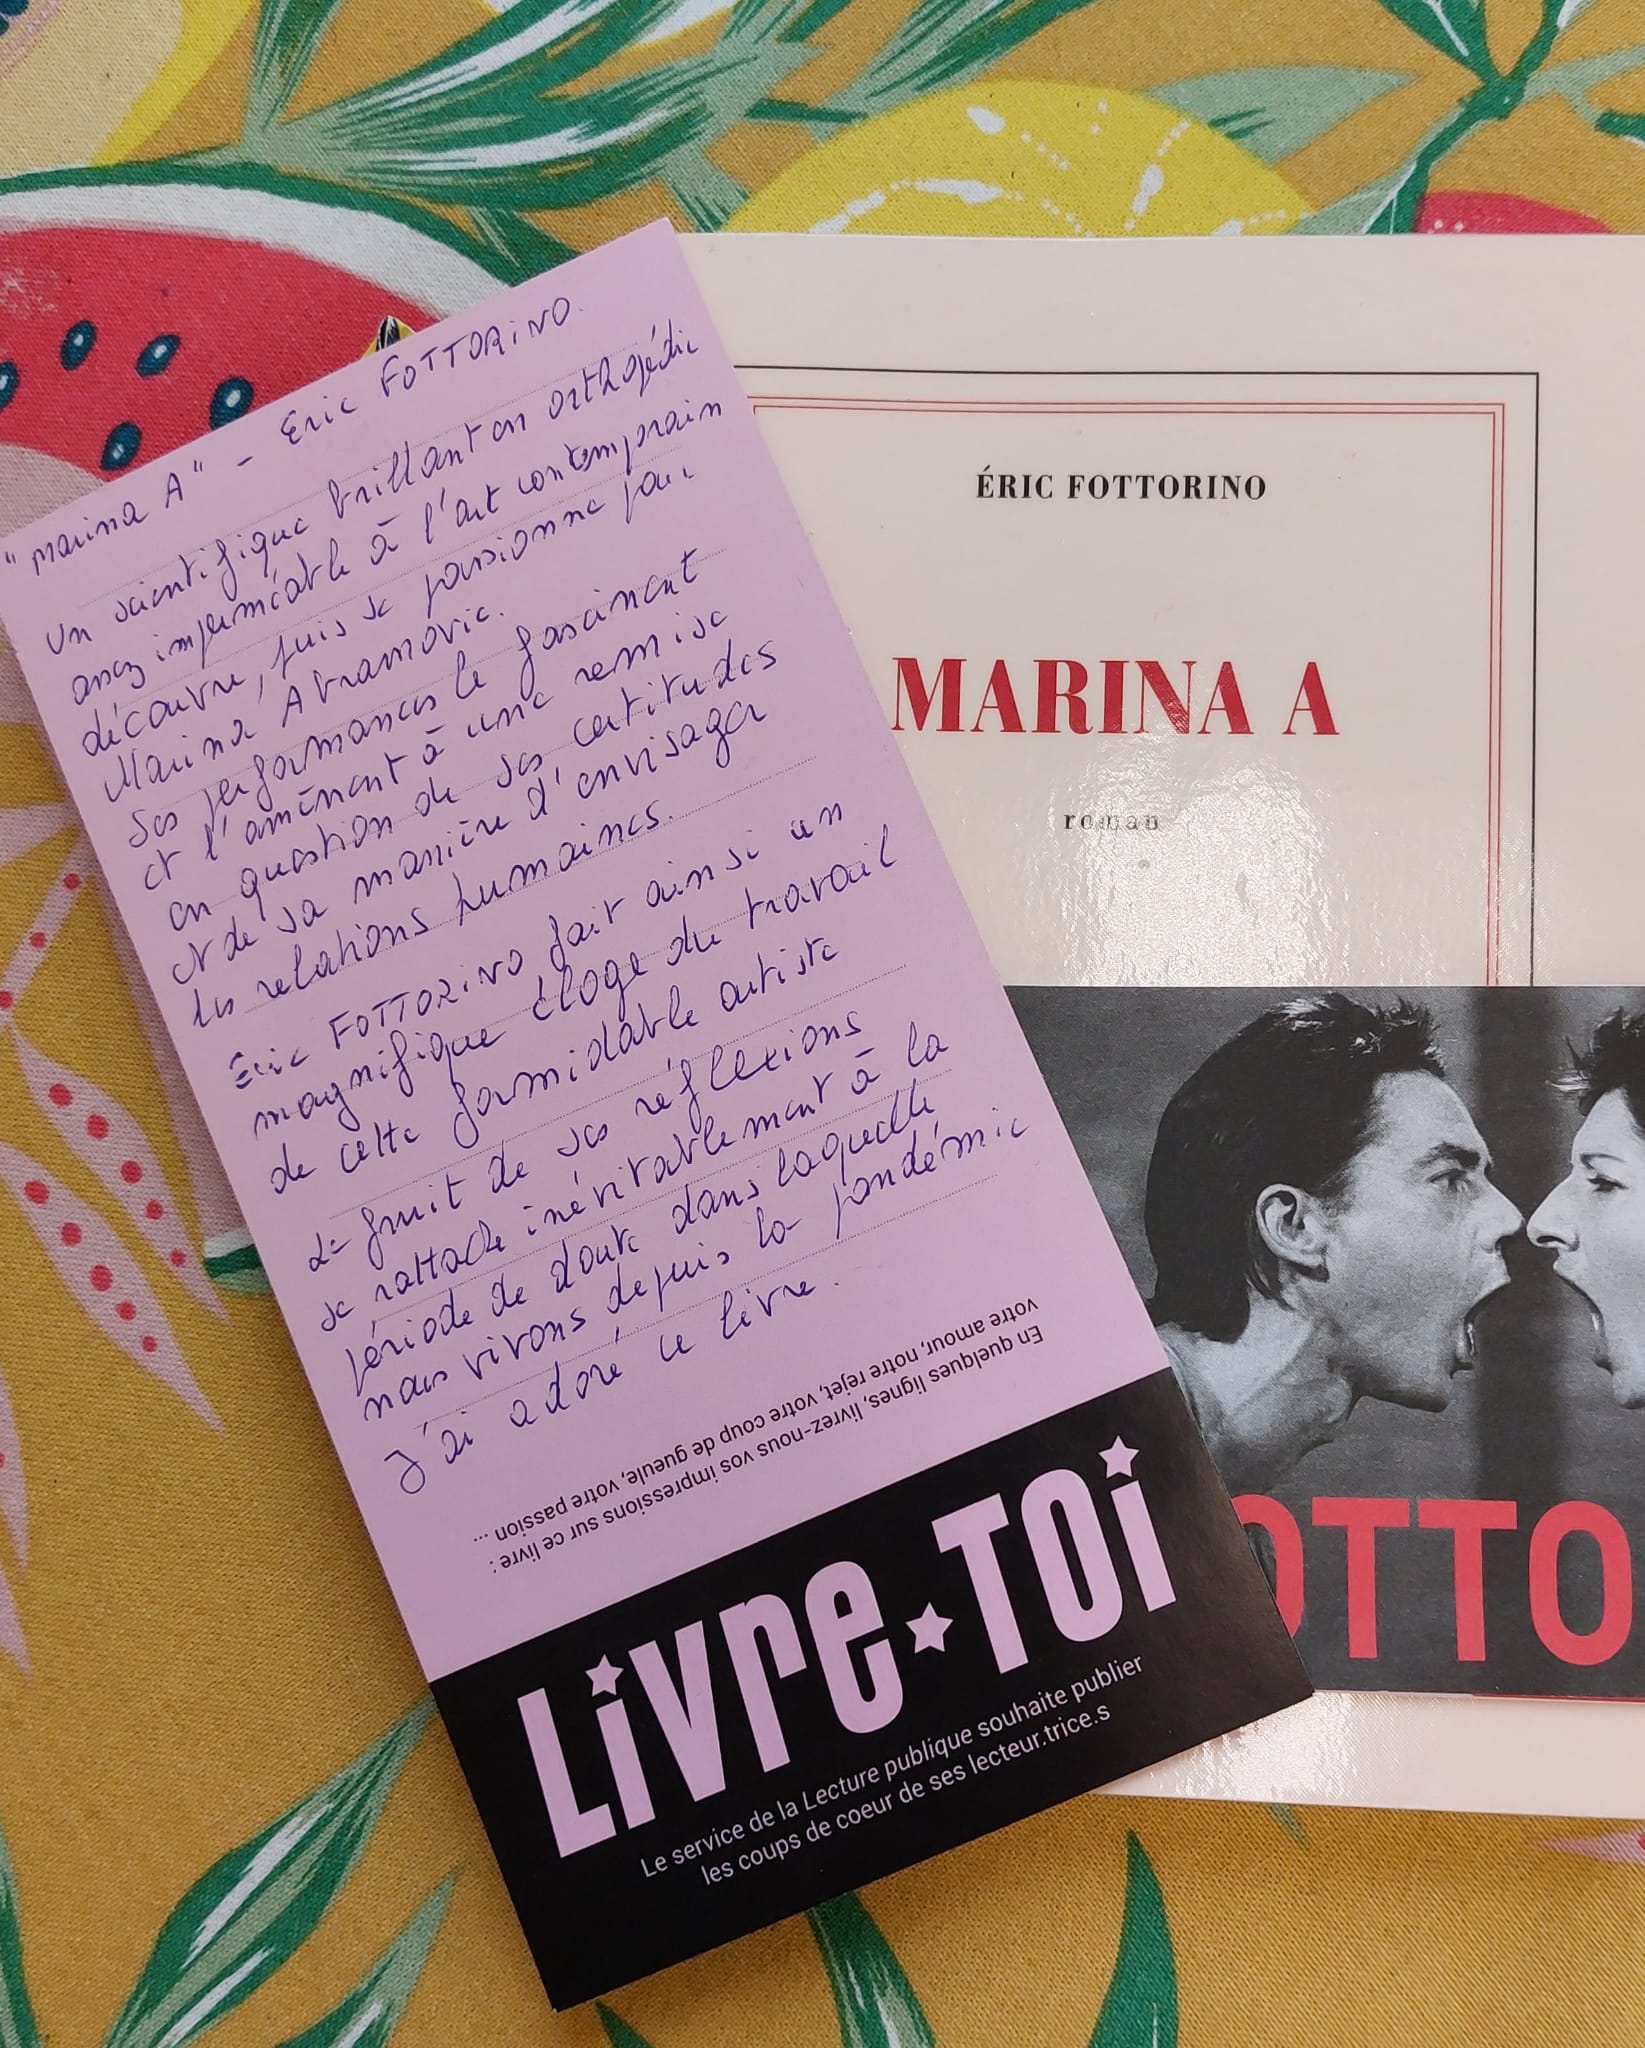 "Marina A" - Eric FOTTORINO.
Un scientifique brillant en orthopédie
assez imperméable à l'art contemporain
découvre, puis se passionne pour
Marina Abramovic.
Ses performances le fascinent
et l'amènent à une remise
en question de ses certitudes
et de sa manière d'envisager
les relations humaines.
Eric FOTTORINO fait ainsi un
magnifique éloge du travail
de cette formidable artiste
Le fruit de ses réflexions
se rattache inévitablement à la
période de doute dans laquelle
nous vivons depuis la pandémie
J'ai adoré ce livre.
En quelques lignes, livrez-nous vos impressions sur ce livre :
votre amour, notre rejet, votre coup de gueule, votre passion ...
Livre·Toi
Le service de la Lecture publique souhaite publier
les coups de coeur de ses lecteur.trice.s
ÉRIC FOTTORINO
MARINA A
roman
OTTO